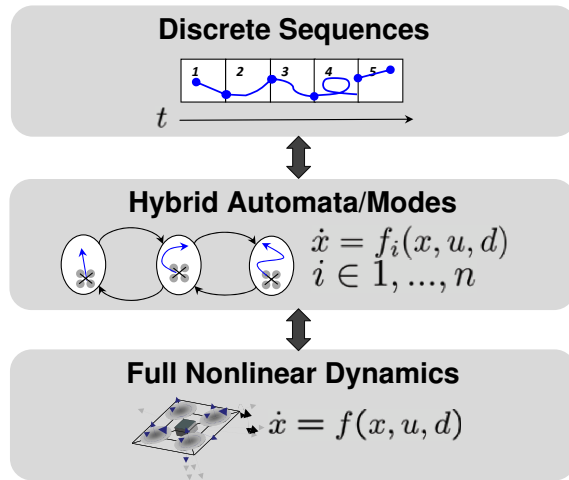 Discrete Sequences
1 2 3 4 5
t
Hybrid Automata/Modes
ẋ = fᵢ(x, u, d)
i ∈ 1, ..., n
Full Nonlinear Dynamics
ẋ = f(x, u, d)